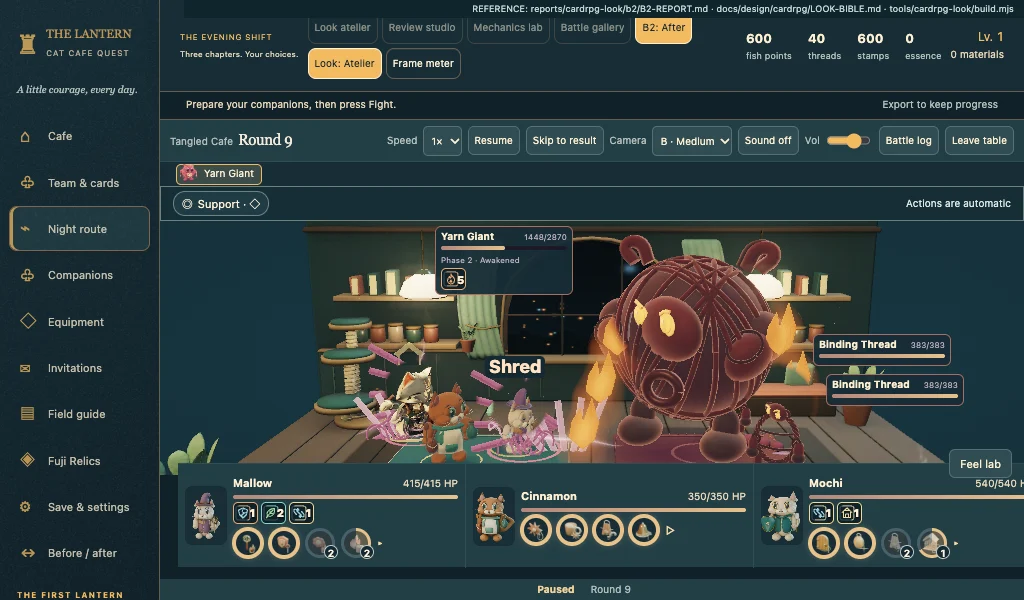 REFERENCE: reports/cardrpg-look/b2/B2-REPORT.md · docs/design/cardrpg/LOOK-BIBLE.md · tools/cardrpg-look/build.mjs
THE LANTERN
CAT CAFE QUEST
A little courage, every day.
Cafe
Team & cards
Night route
Companions
Equipment
Invitations
Field guide
Fuji Relics
Save & settings
Before / after
THE FIRST LANTERN
THE EVENING SHIFT
Three chapters. Your choices.
Look atelier
Review studio
Mechanics lab
Battle gallery
B2: After
Look: Atelier
Frame meter
600
fish points
40
threads
600
stamps
0
essence
Lv. 1
0 materials
Prepare your companions, then press Fight.
Export to keep progress
Tangled Cafe Round 9
Speed
1x
Resume
Skip to result
Camera
B · Medium
Sound off
Vol
Battle log
Leave table
Yarn Giant
Support ·
Actions are automatic
Yarn Giant 1448/2870
Phase 2 · Awakened
5
Shred
Binding Thread 383/383
Binding Thread 383/383
Feel lab
Mallow 415/415 HP
1 2 1
2 2
Cinnamon 350/350 HP
Mochi 540/540 H
1 1
2 1
Paused Round 9